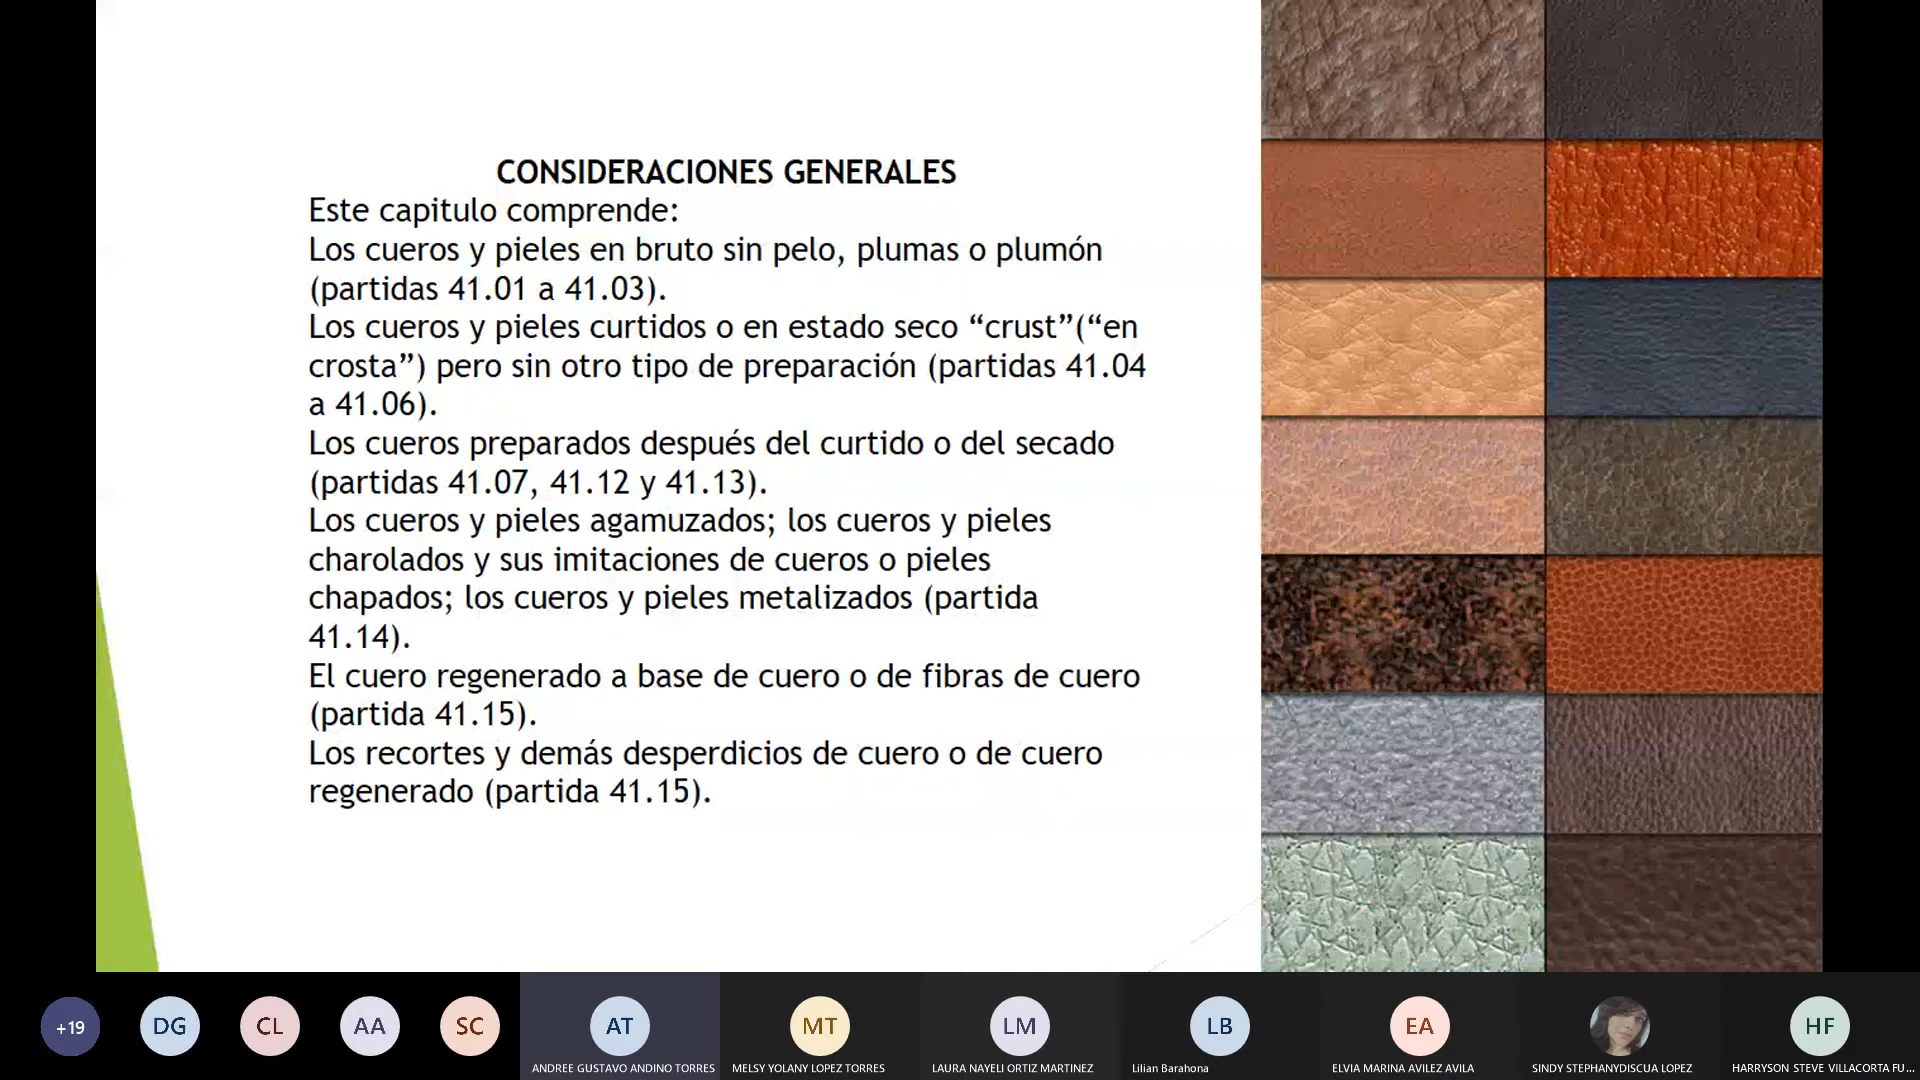 CONSIDERACIONES GENERALES
Este capitulo comprende:
Los cueros y pieles en bruto sin pelo, plumas o plumón
(partidas 41.01 a 41.03).
Los cueros y pieles curtidos o en estado seco “crust”(“en
crosta”) pero sin otro tipo de preparación (partidas 41.04
a 41.06).
Los cueros preparados después del curtido o del secado
(partidas 41.07, 41.12 y 41.13).
Los cueros y pieles agamuzados; los cueros y pieles
charolados y sus imitaciones de cueros o pieles
chapados; los cueros y pieles metalizados (partida
41.14).
El cuero regenerado a base de cuero o de fibras de cuero
(partida 41.15).
Los recortes y demás desperdicios de cuero o de cuero
regenerado (partida 41.15).
+19
DG
CL
AA
SC
AT
MT
LM
LB
EA
HF
ANDREE GUSTAVO ANDINO TORRES
MELSY YOLANY LOPEZ TORRES
LAURA NAYELI ORTIZ MARTINEZ
Lilian Barahona
ELVIA MARINA AVILEZ AVILA
SINDY STEPHANYDISCUA LOPEZ
HARRYSON STEVE VILLACORTA FU...